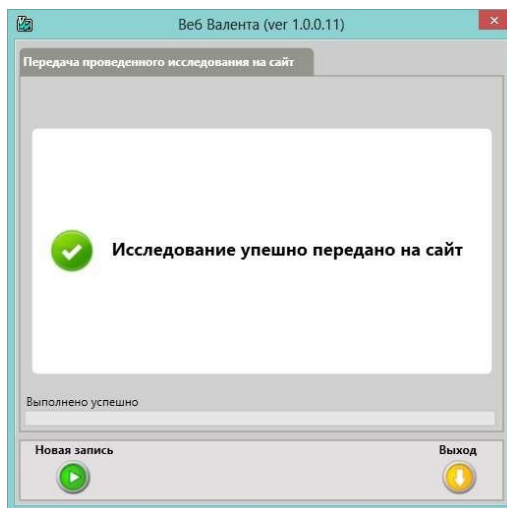 Веб Валента (ver 1.0.0.11)
Передача проведенного исследования на сайт
Исследование упешно передано на сайт
Выполнено успешно
Новая запись
Выход